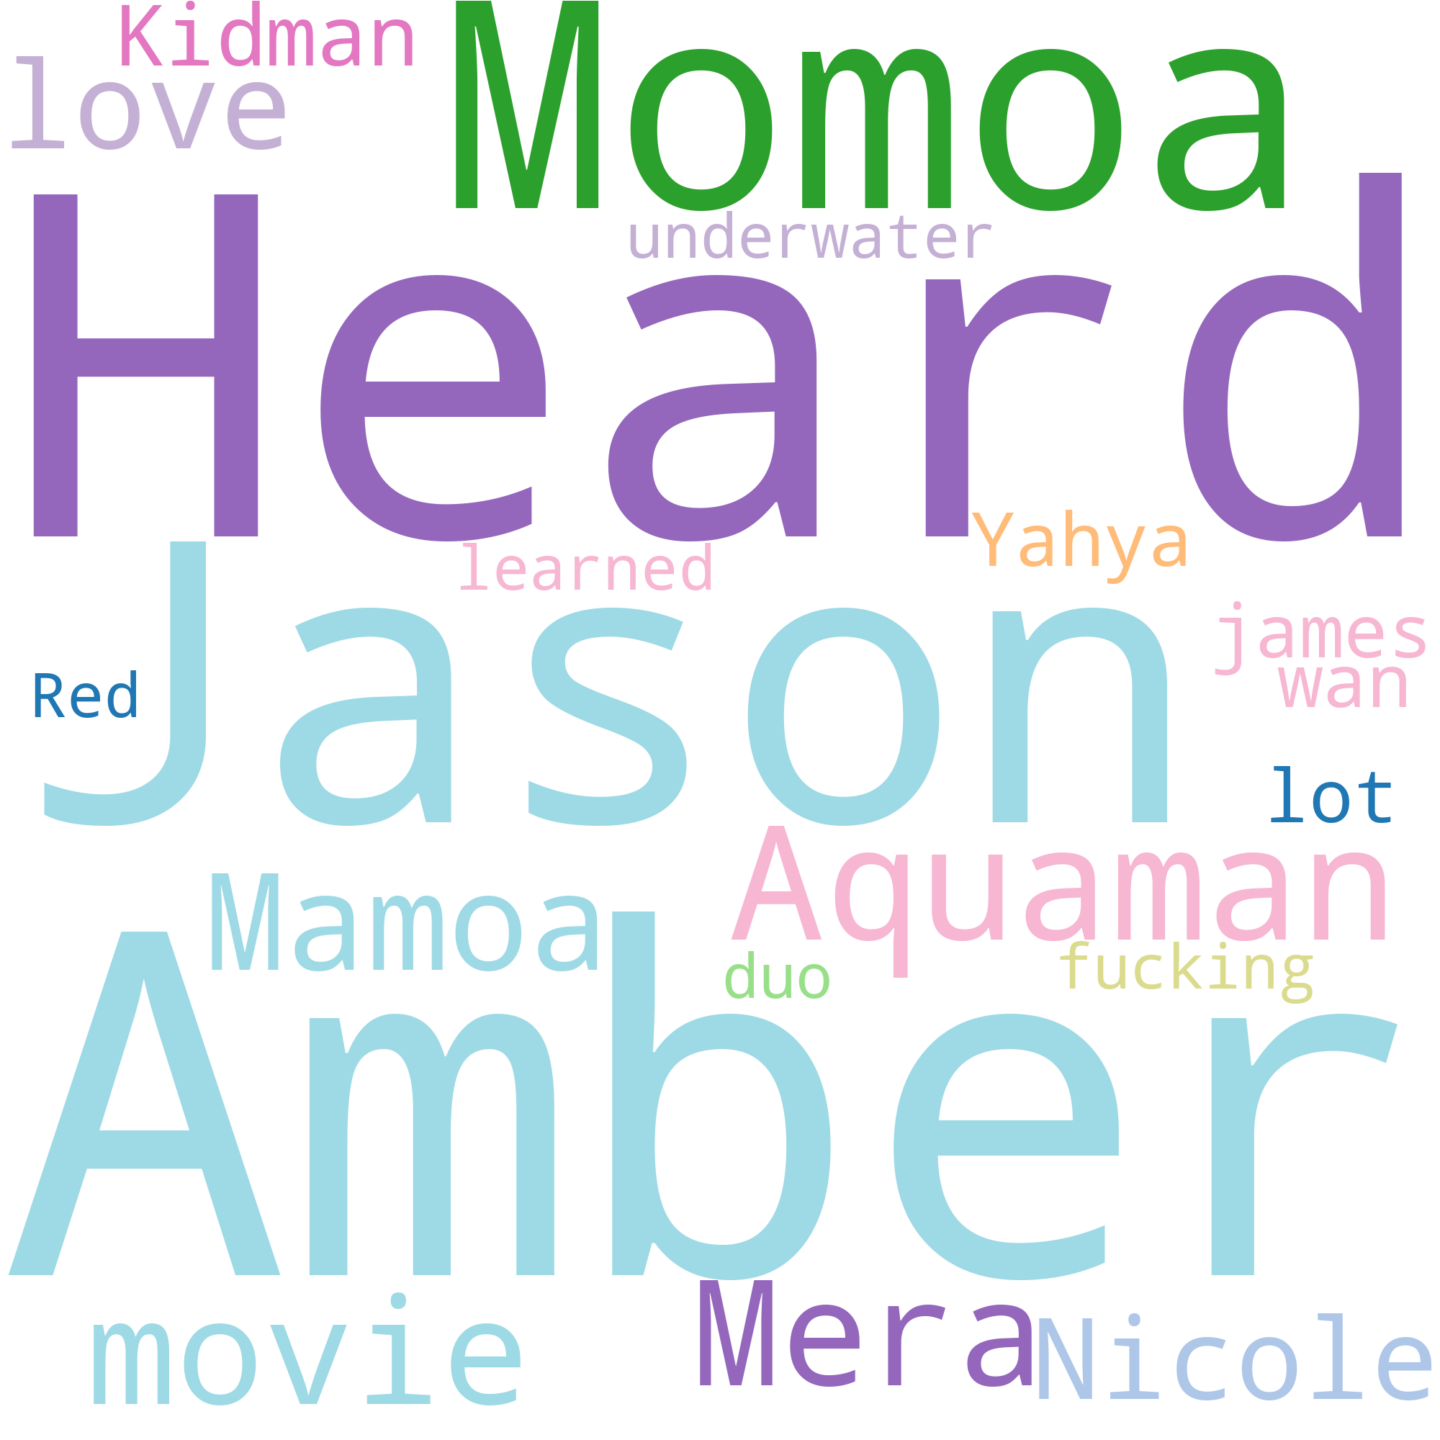 Kidman
love
Momoa
underwater
Heard
Yahya
learned
Jason
james
wan
Red
lot
Aquaman
Mamoa
fucking
duo
Amber
Mera
movie
Nicole